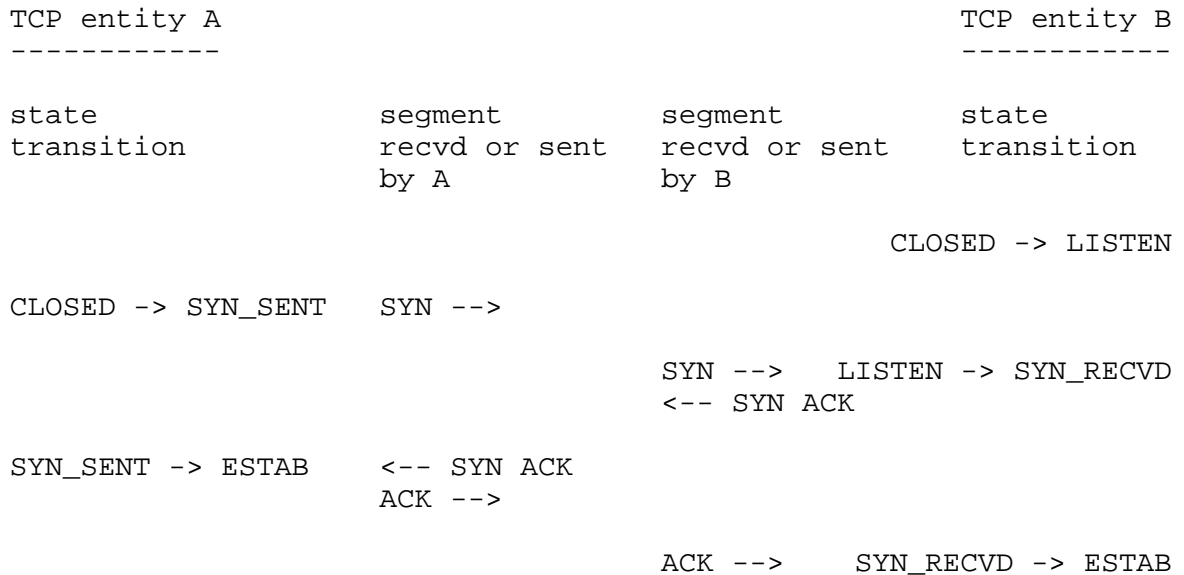 TCP entity A                                                  TCP entity B
------------                                                  ------------
state                    segment            segment             state
transition               recvd or sent      recvd or sent       transition
                         by A               by B
                                                           CLOSED -> LISTEN
CLOSED -> SYN_SENT   SYN -->
                                            SYN -->   LISTEN -> SYN_RECVD
                                            <-- SYN ACK
SYN_SENT -> ESTAB    <-- SYN ACK
                         ACK -->
                                            ACK -->    SYN_RECVD -> ESTAB